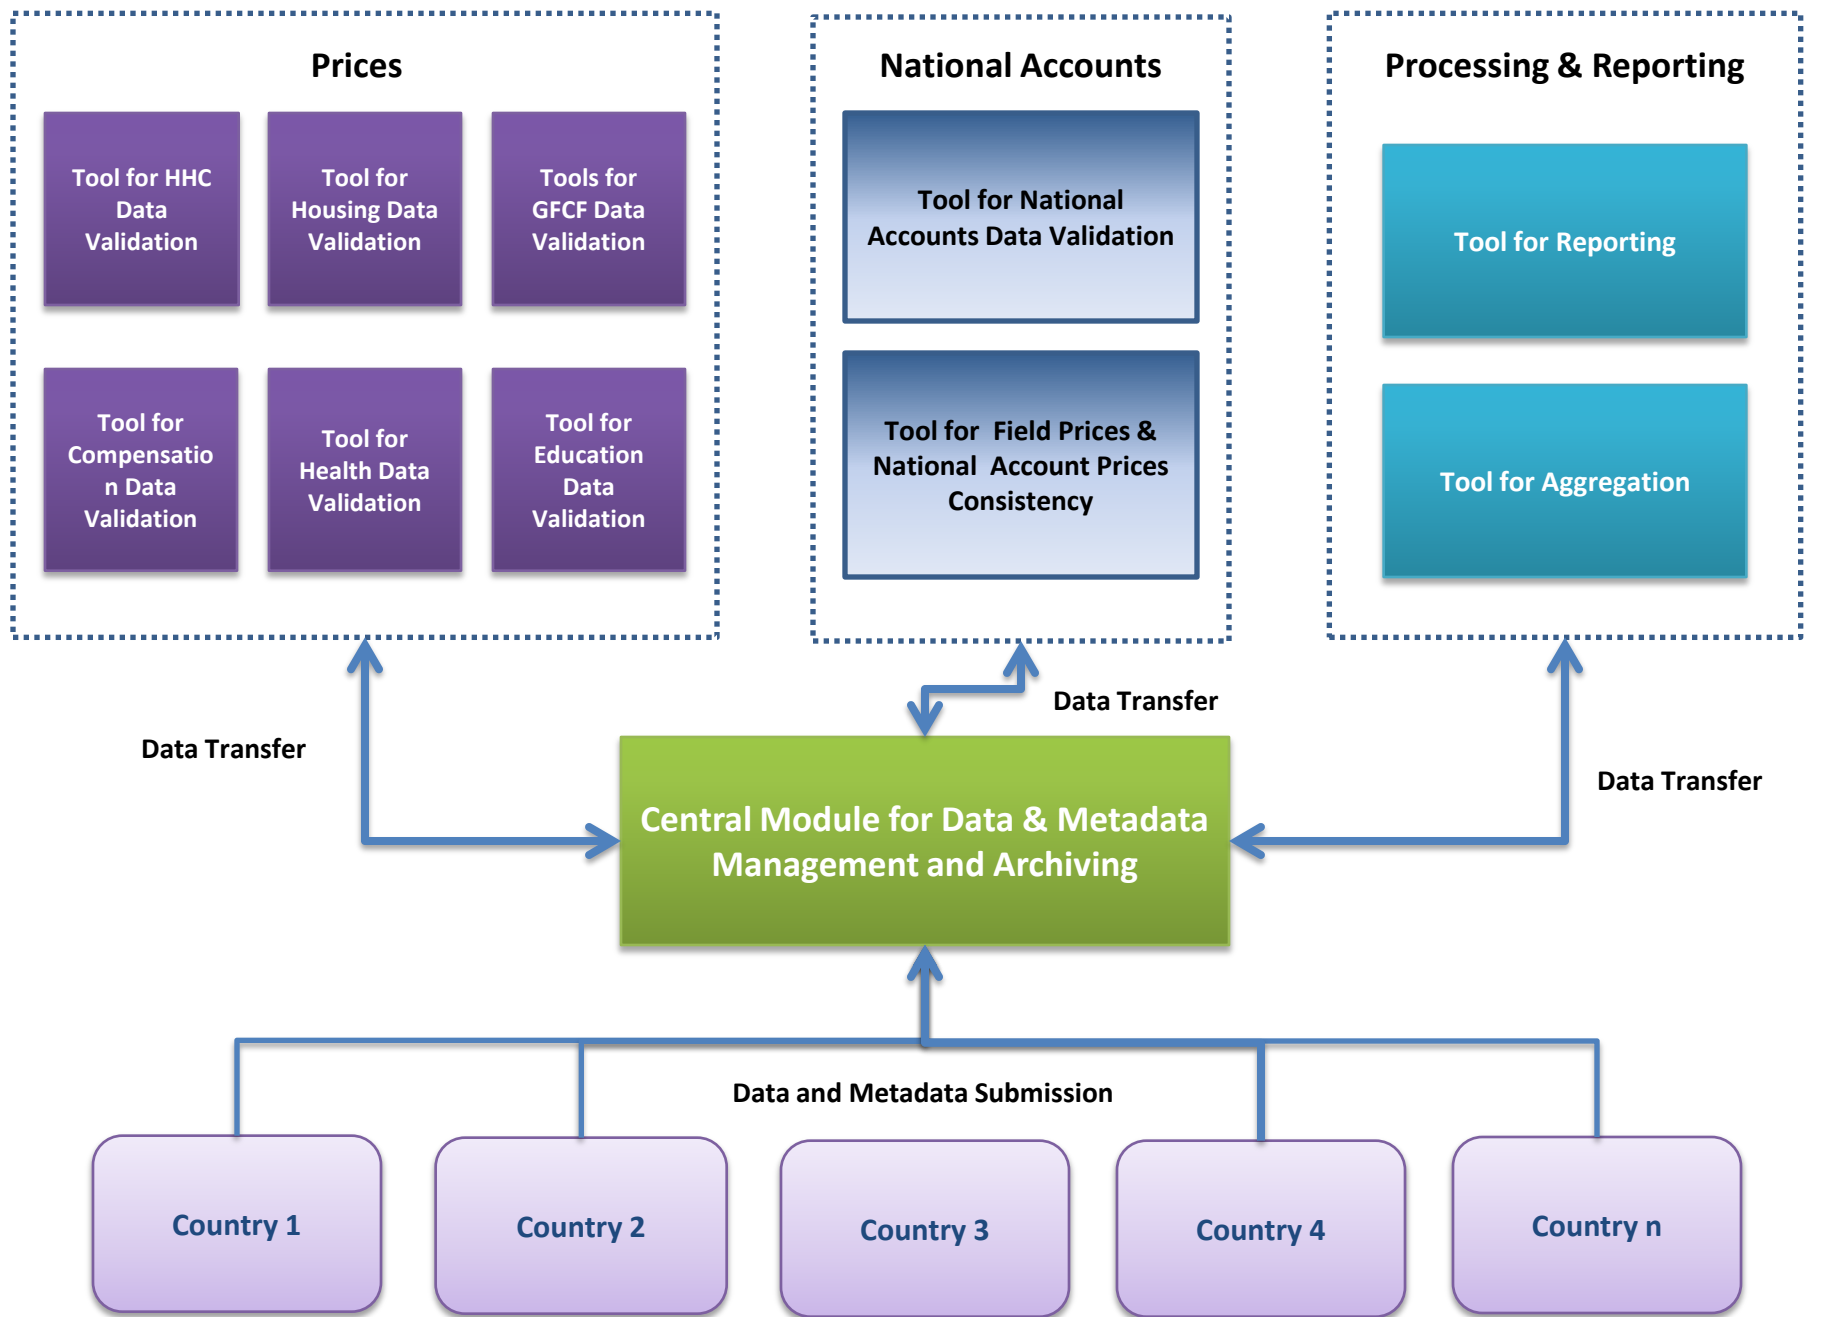 Prices
Tool for HHC
Data
Validation
Tool for
Housing Data
Validation
Tools for
GFCF Data
Validation
Tool for
Compensatio
n Data
Validation
Tool for
Health Data
Validation
Tool for
Education
Data
Validation
National Accounts
Tool for National
Accounts Data Validation
Tool for Field Prices &
National Account Prices
Consistency
Processing & Reporting
Tool for Reporting
Tool for Aggregation
Data Transfer
Data Transfer
Data Transfer
Central Module for Data & Metadata
Management and Archiving
Data and Metadata Submission
Country 1
Country 2
Country 3
Country 4
Country n